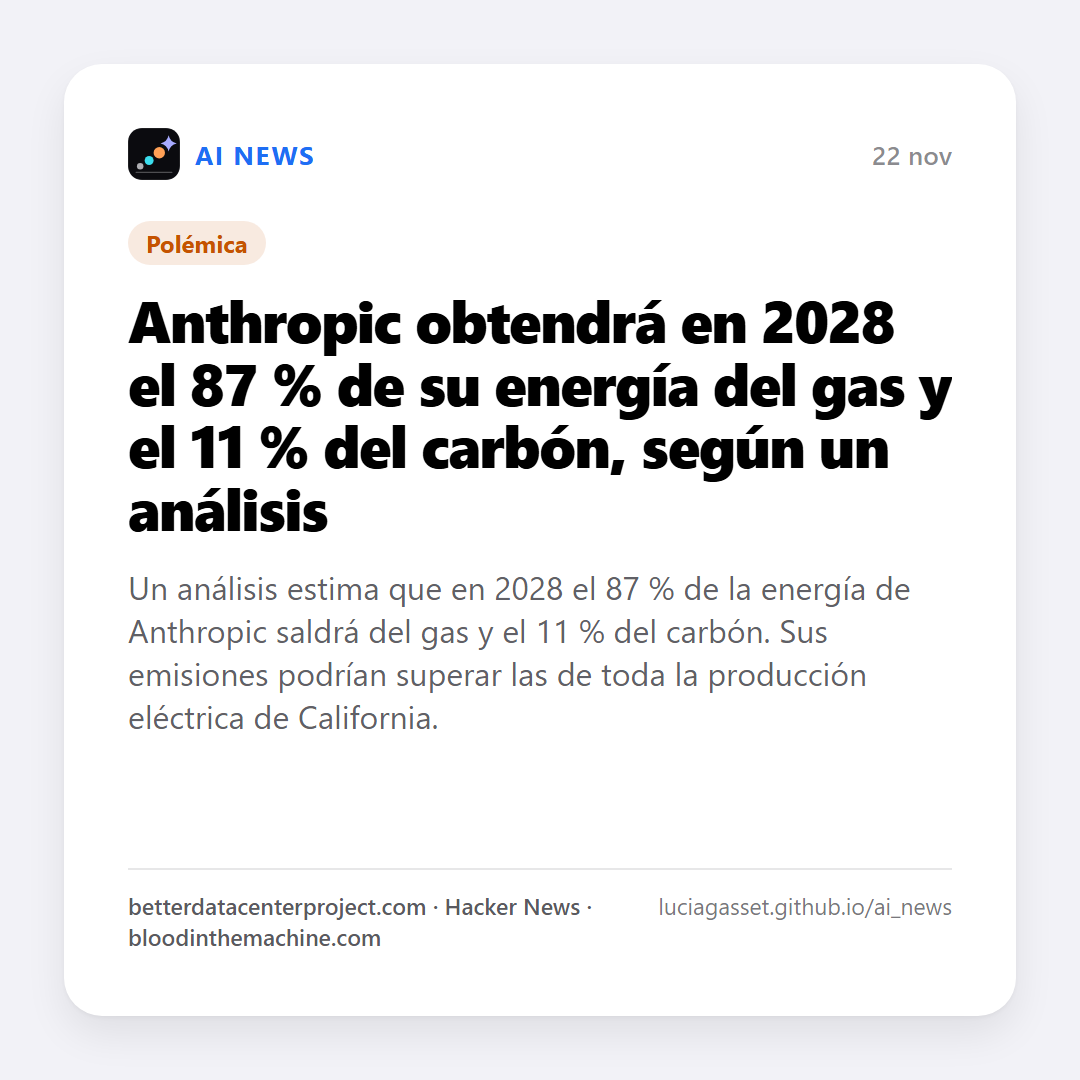 AI NEWS
22 nov
Polémica
Anthropic obtendrá en 2028
el 87 % de su energía del gas y
el 11 % del carbón, según un
análisis
Un análisis estima que en 2028 el 87 % de la energía de
Anthropic saldrá del gas y el 11 % del carbón. Sus
emisiones podrían superar las de toda la producción
eléctrica de California.
betterdatacenterproject.com · Hacker News ·
bloodinthemachine.com
luciagasset.github.io/ai_news